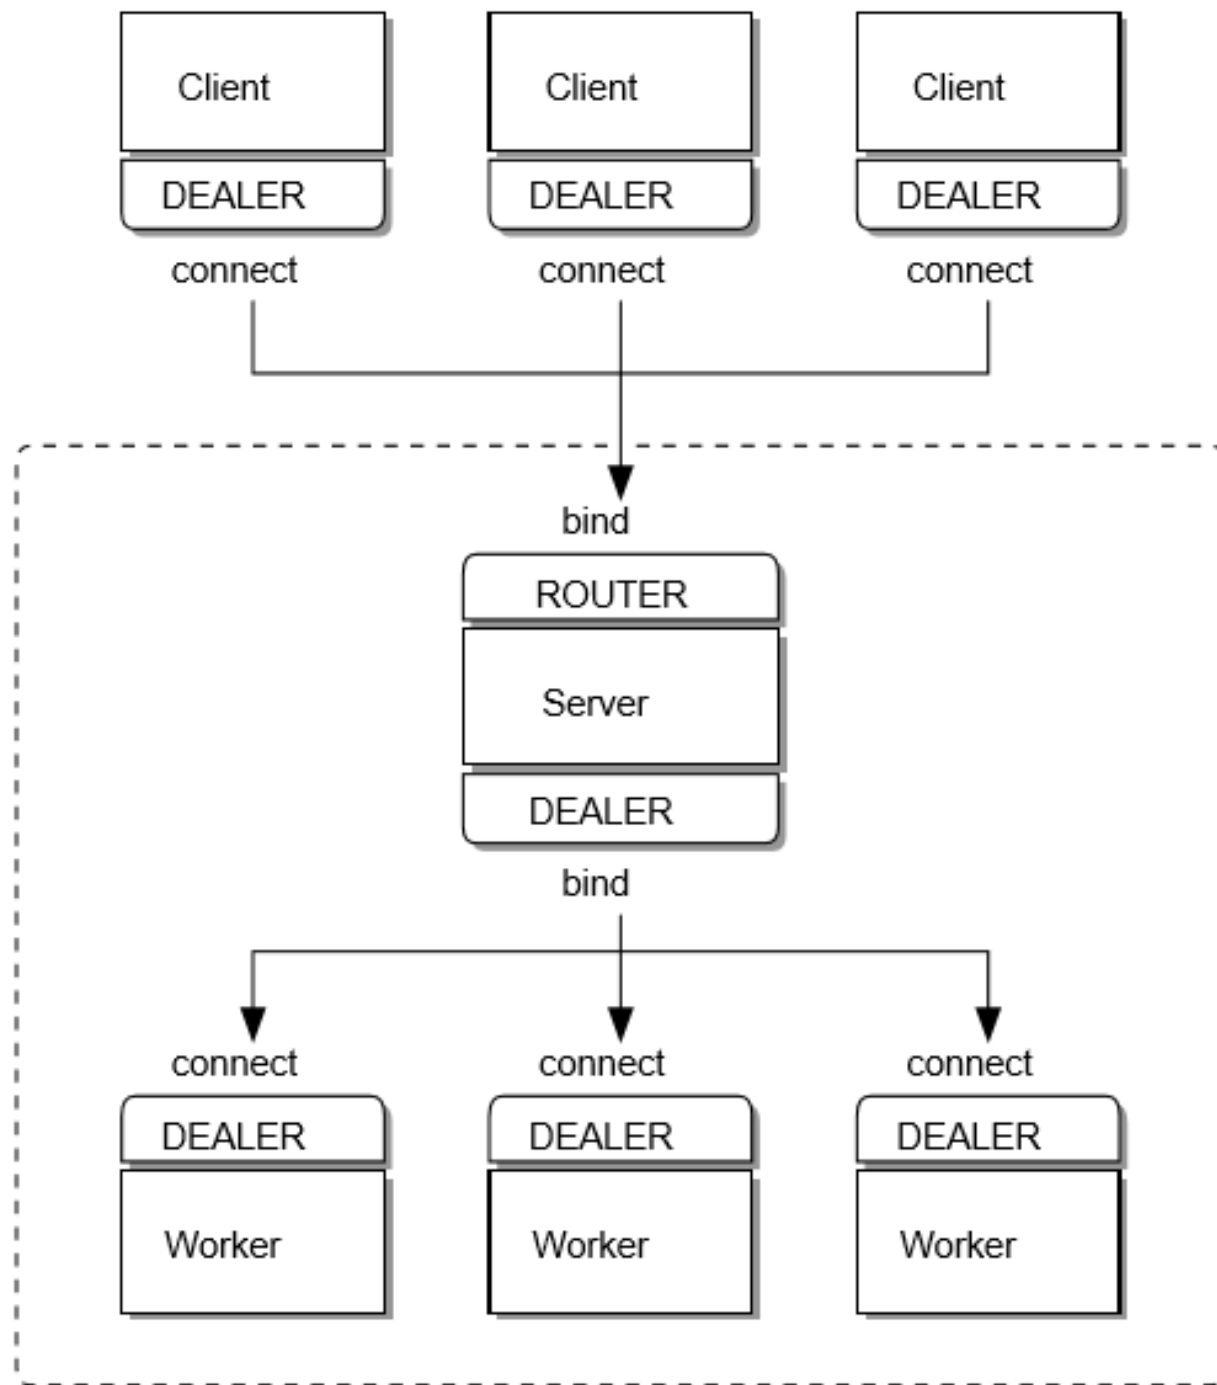 Client Client Client
DEALER DEALER DEALER
connect connect connect
bind
ROUTER
Server
DEALER
bind
connect connect connect
DEALER DEALER DEALER
Worker Worker Worker